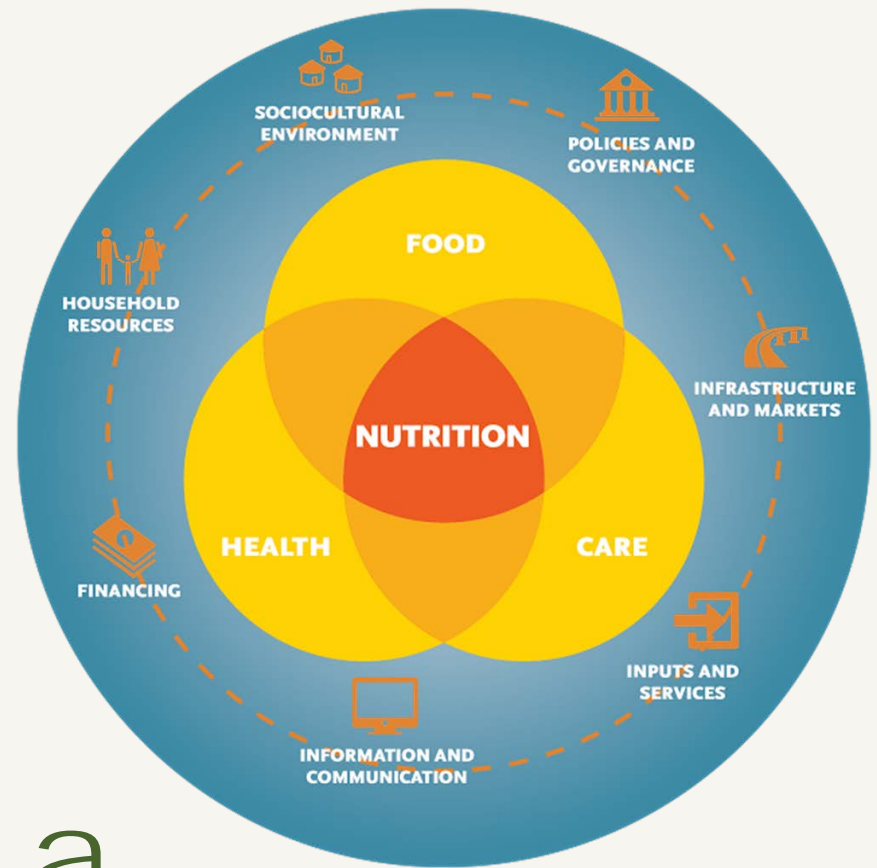 SOCIOCULTURAL
ENVIRONMENT
POLICIES AND
GOVERNANCE
FOOD
HOUSEHOLD
RESOURCES
INFRASTRUCTURE
AND MARKETS
NUTRITION
HEALTH
CARE
FINANCING
INPUTS AND
SERVICES
INFORMATION AND
COMMUNICATION
a